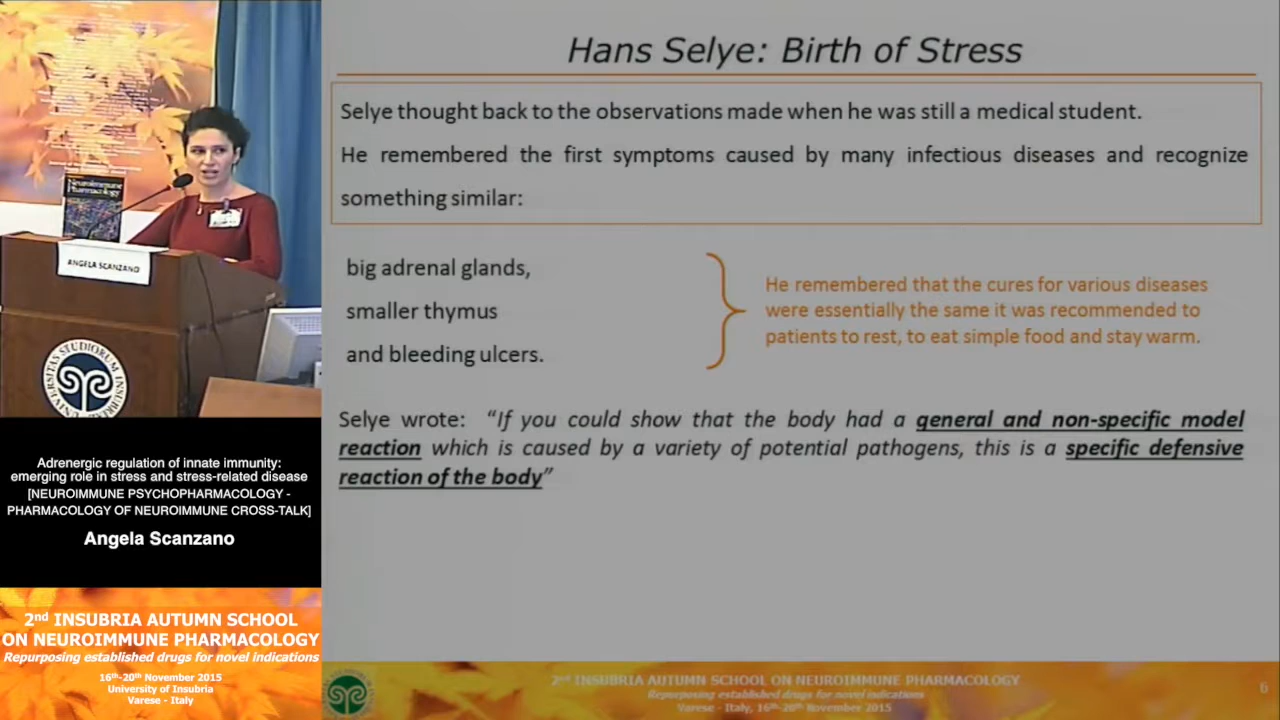 Hans Selye: Birth of Stress
Selye thought back to the observations made when he was still a medical student.
He remembered the first symptoms caused by many infectious diseases and recognize
something similar:
big adrenal glands,
smaller thymus
and bleeding ulcers.
He remembered that the cures for various diseases
were essentially the same it was recommended to
patients to rest, to eat simple food and stay warm.
Selye wrote: “If you could show that the body had a general and non-specific model
reaction which is caused by a variety of potential pathogens, this is a specific defensive
reaction of the body”
Neuroimmune
Pharmacology
ANGELA SCANZANO
Adrenergic regulation of innate immunity:
emerging role in stress and stress-related disease
[NEUROIMMUNE PSYCHOPHARMACOLOGY -
PHARMACOLOGY OF NEUROIMMUNE CROSS-TALK]
Angela Scanzano
2nd INSUBRIA AUTUMN SCHOOL
ON NEUROIMMUNE PHARMACOLOGY
Repurposing established drugs for novel indications
16th-20th November 2015
University of Insubria
Varese - Italy
2nd INSUBRIA AUTUMN SCHOOL ON NEUROIMMUNE PHARMACOLOGY
Repurposing established drugs for novel indications
Varese - Italy, 16th-20th November 2015
6